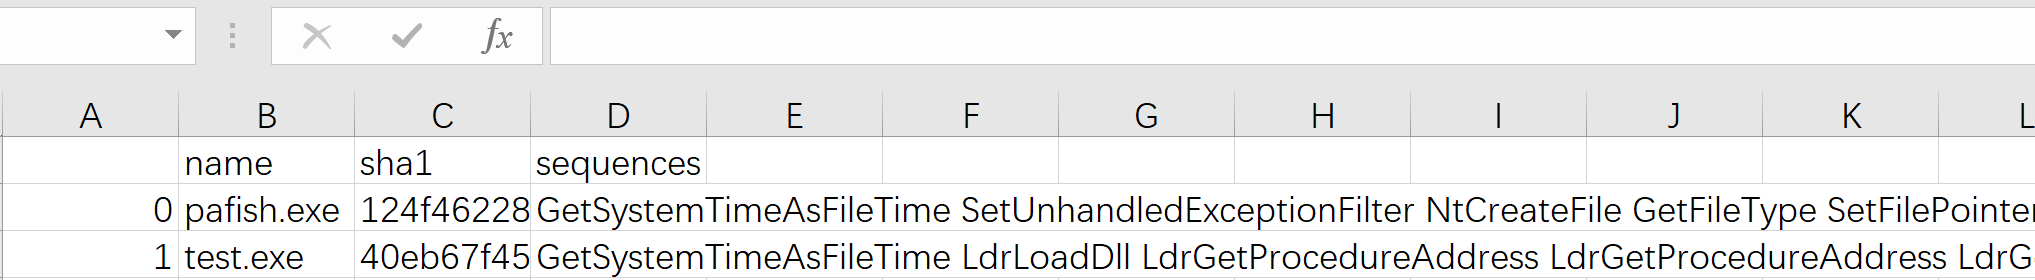 fx
A B C D E F G H I J K L
name sha1 sequences
0 pafish.exe 124f46228 GetSystemTimeAsFileTime SetUnhandledExceptionFilter NtCreateFile GetFileType SetFilePointer
1 test.exe 40eb67f45 GetSystemTimeAsFileTime LdrLoadDll LdrGetProcedureAddress LdrGetProcedureAddress LdrG